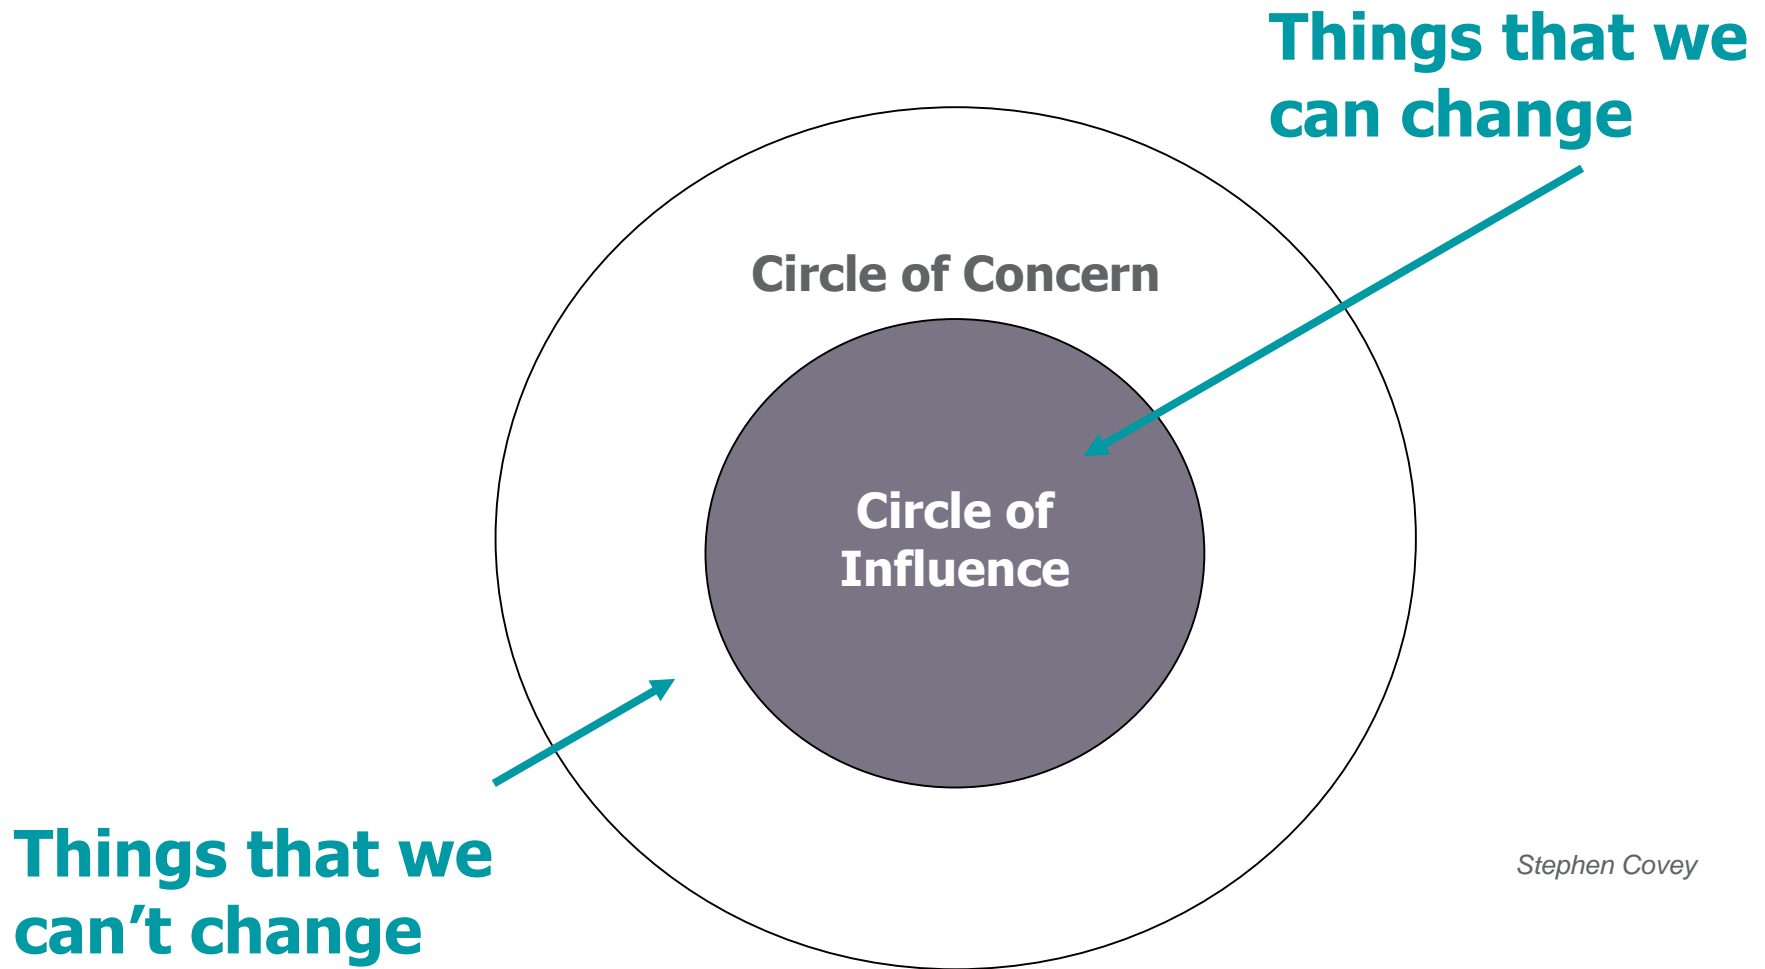 Things that we
can change
Circle of Concern
Circle of
Influence
Things that we
can’t change
Stephen Covey